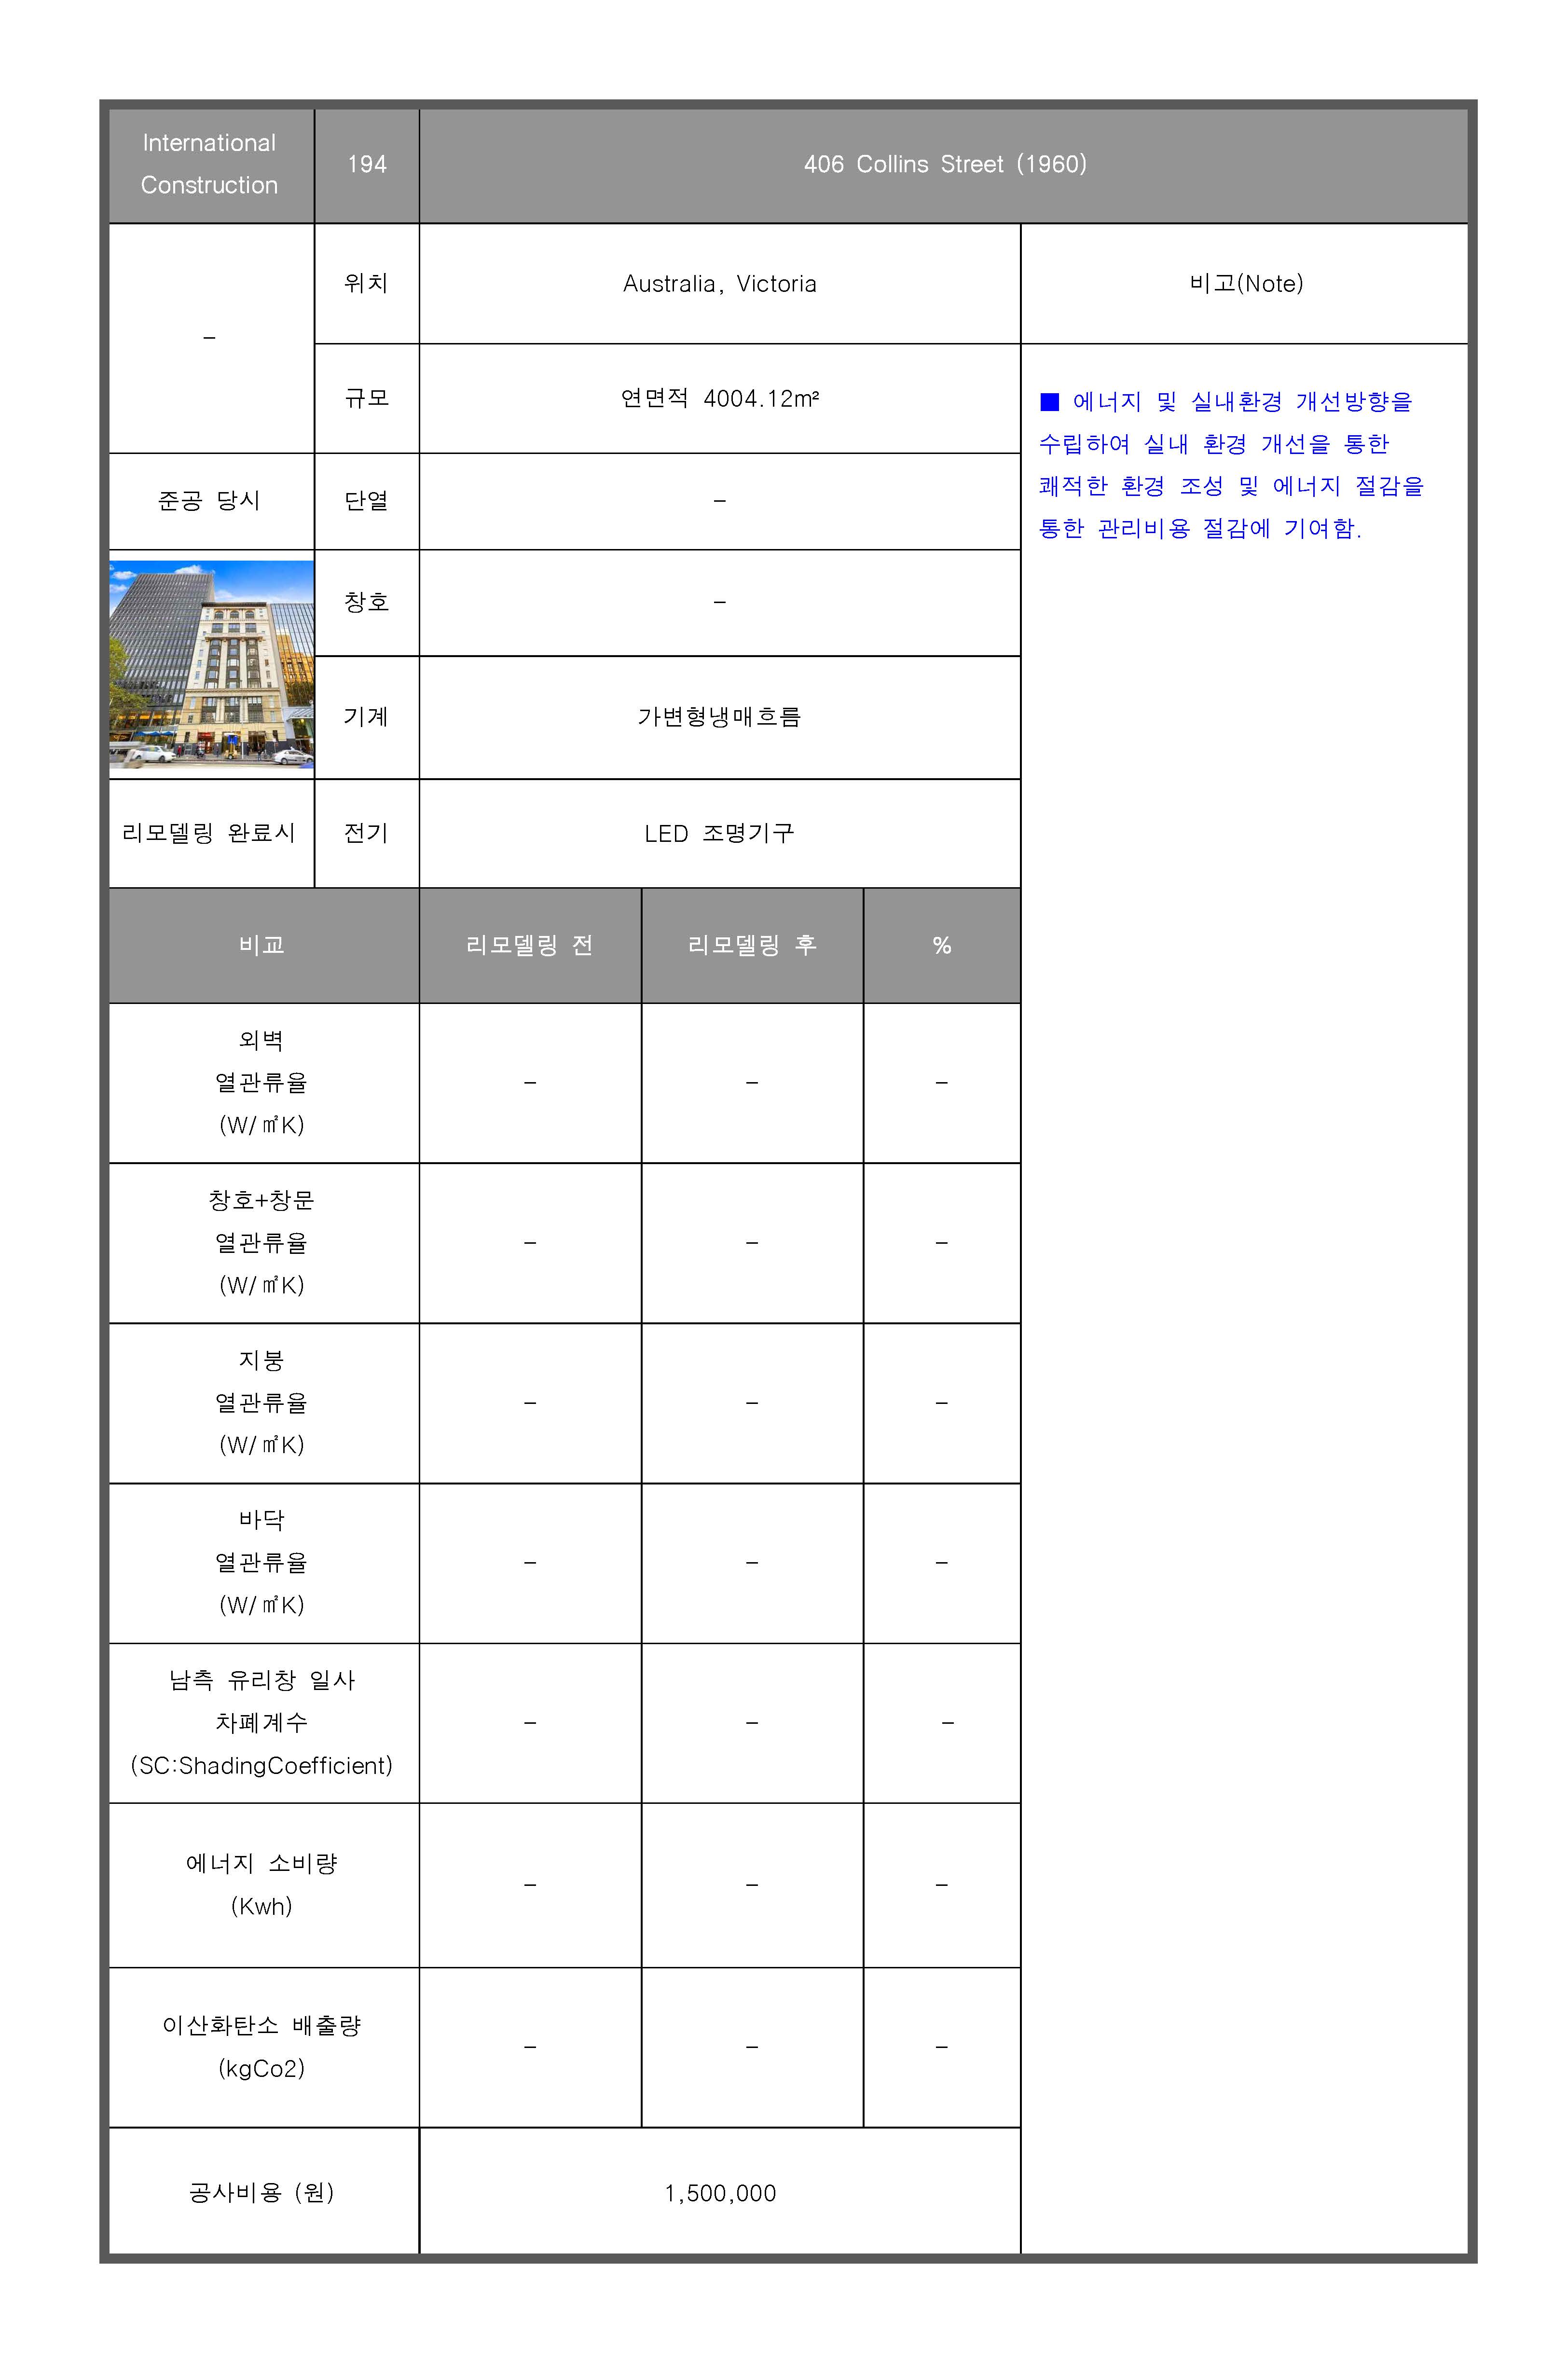 International
Construction
194
406 Collins Street (1960)
-
위치
Australia, Victoria
비고(Note)
규모
연면적 4004.12m²
■ 에너지 및 실내환경 개선방향을
수립하여 실내 환경 개선을 통한
쾌적한 환경 조성 및 에너지 절감을
통한 관리비용 절감에 기여함.
준공 당시
단열
-
창호
-
기계
가변형냉매흐름
리모델링 완료시
전기
LED 조명기구
비교
리모델링 전
리모델링 후
%
외벽
열관류율
(W/㎡K)
-
-
-
창호+창문
열관류율
(W/㎡K)
-
-
-
지붕
열관류율
(W/㎡K)
-
-
-
바닥
열관류율
(W/㎡K)
-
-
-
남측 유리창 일사
차폐계수
(SC:ShadingCoefficient)
-
-
-
에너지 소비량
(Kwh)
-
-
-
이산화탄소 배출량
(kgCo2)
-
-
-
공사비용 (원)
1,500,000